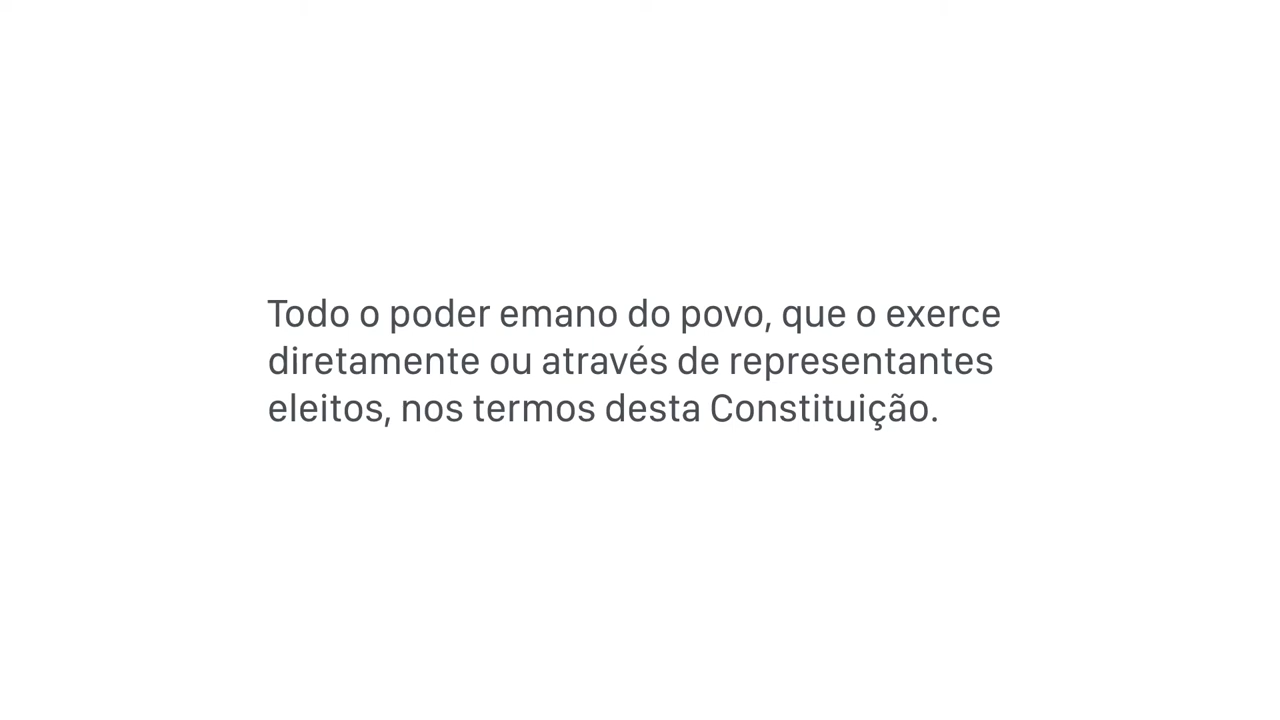 Todo o poder emano do povo, que o exerce
diretamente ou através de representantes
eleitos, nos termos desta Constituição.